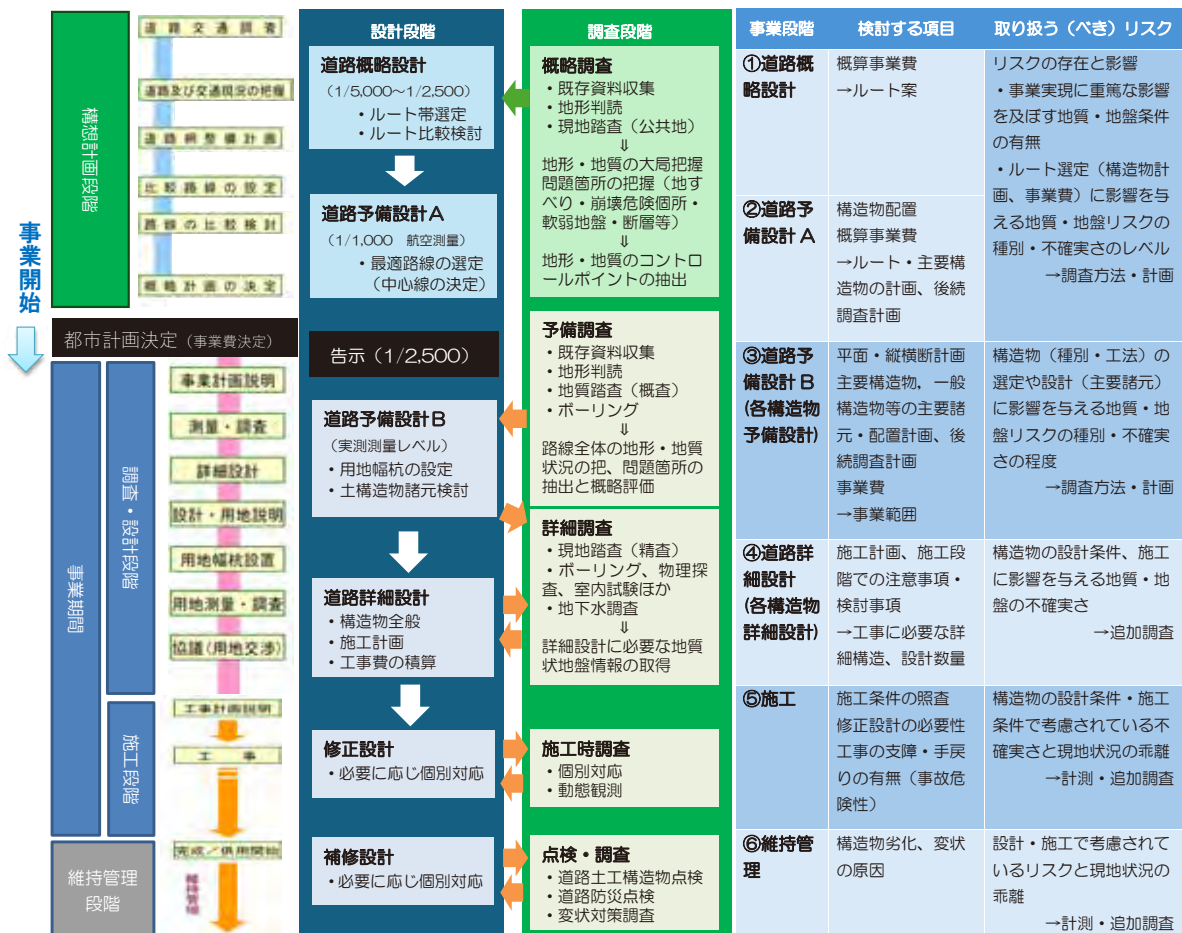 事業開始
構想計画段階
道路交通調査
道路及び交通現況の把握
道路網整備計画
比較路線の設定
路線の比較検討
概略計画の決定
都市計画決定（事業費決定）
事業期間
調査・設計段階
事業計画説明
測量・調査
詳細設計
設計・用地説明
用地幅杭設置
用地測量・調査
協議(用地交渉)
施工段階
工事計画説明
工 事
維持管理
段階
完成／供用開始
維持管理
設計段階
道路概略設計
（1/5,000～1/2,500）
・ルート帯選定
・ルート比較検討
道路予備設計A
（1/1,000 航空測量）
・最適路線の選定
（中心線の決定）
告示（1/2,500）
道路予備設計B
（実測測量レベル）
・用地幅杭の設定
・土構造物諸元検討
道路詳細設計
・構造物全般
・施工計画
・工事費の積算
修正設計
・必要に応じ個別対応
補修設計
・必要に応じ個別対応
調査段階
概略調査
・既存資料収集
・地形判読
・現地踏査（公共地）
⇓
地形・地質の大局把握
問題箇所の把握（地す
べり・崩壊危険個所・
軟弱地盤・断層等）
⇓
地形・地質のコントロ
ールポイントの抽出
予備調査
・既存資料収集
・地形判読
・地質踏査（概査）
・ボーリング
⇓
路線全体の地形・地質
状況の把、問題箇所の
抽出と概略評価
詳細調査
・現地踏査（精査）
・ボーリング、物理探
査、室内試験ほか
・地下水調査
⇓
詳細設計に必要な地質
状地盤情報の取得
施工時調査
・個別対応
・動態観測
点検・調査
・道路土工構造物点検
・道路防災点検
・変状対策調査
事業段階 検討する項目 取り扱う（べき）リスク
①道路概
略設計
概算事業費
→ルート案
リスクの存在と影響
・事業実現に重篤な影響
を及ぼす地質・地盤条件
の有無
・ルート選定（構造物計
画、事業費）に影響を与
える地質・地盤リスクの
種別・不確実さのレベル
→調査方法・計画
②道路予
備設計 A
構造物配置
概算事業費
→ルート・主要構
造物の計画、後続
調査計画
③道路予
備設計 B
(各構造物
予備設計)
平面・縦横断計画
主要構造物，一般
構造物等の主要諸
元・配置計画、後
続調査計画
事業費
→事業範囲
構造物（種別・工法）の
選定や設計（主要諸元）
に影響を与える地質・地
盤リスクの種別・不確実
さの程度
→調査方法・計画
④道路詳
細設計
(各構造物
詳細設計)
施工計画、施工段
階での注意事項・
検討事項
→工事に必要な詳
細構造、設計数量
構造物の設計条件、施工
に影響を与える地質・地
盤の不確実さ
→追加調査
⑤施工
施工条件の照査
修正設計の必要性
工事の支障・手戻
りの有無（事故危
険性）
構造物の設計条件・施工
条件で考慮されている不
確実さと現地状況の乖離
→計測・追加調査
⑥維持管
理
構造物劣化、変状
の原因
設計・施工で考慮されて
いるリスクと現地状況の
乖離
→計測・追加調査